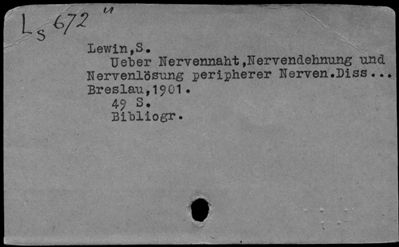 Ls 672 "
Lewin,S.
Ueber Nervennaht,Nervendehnung und
Nervenlösung peripherer Nerven.Diss...
Breslau,1901.
49 S.
Bibliogr.